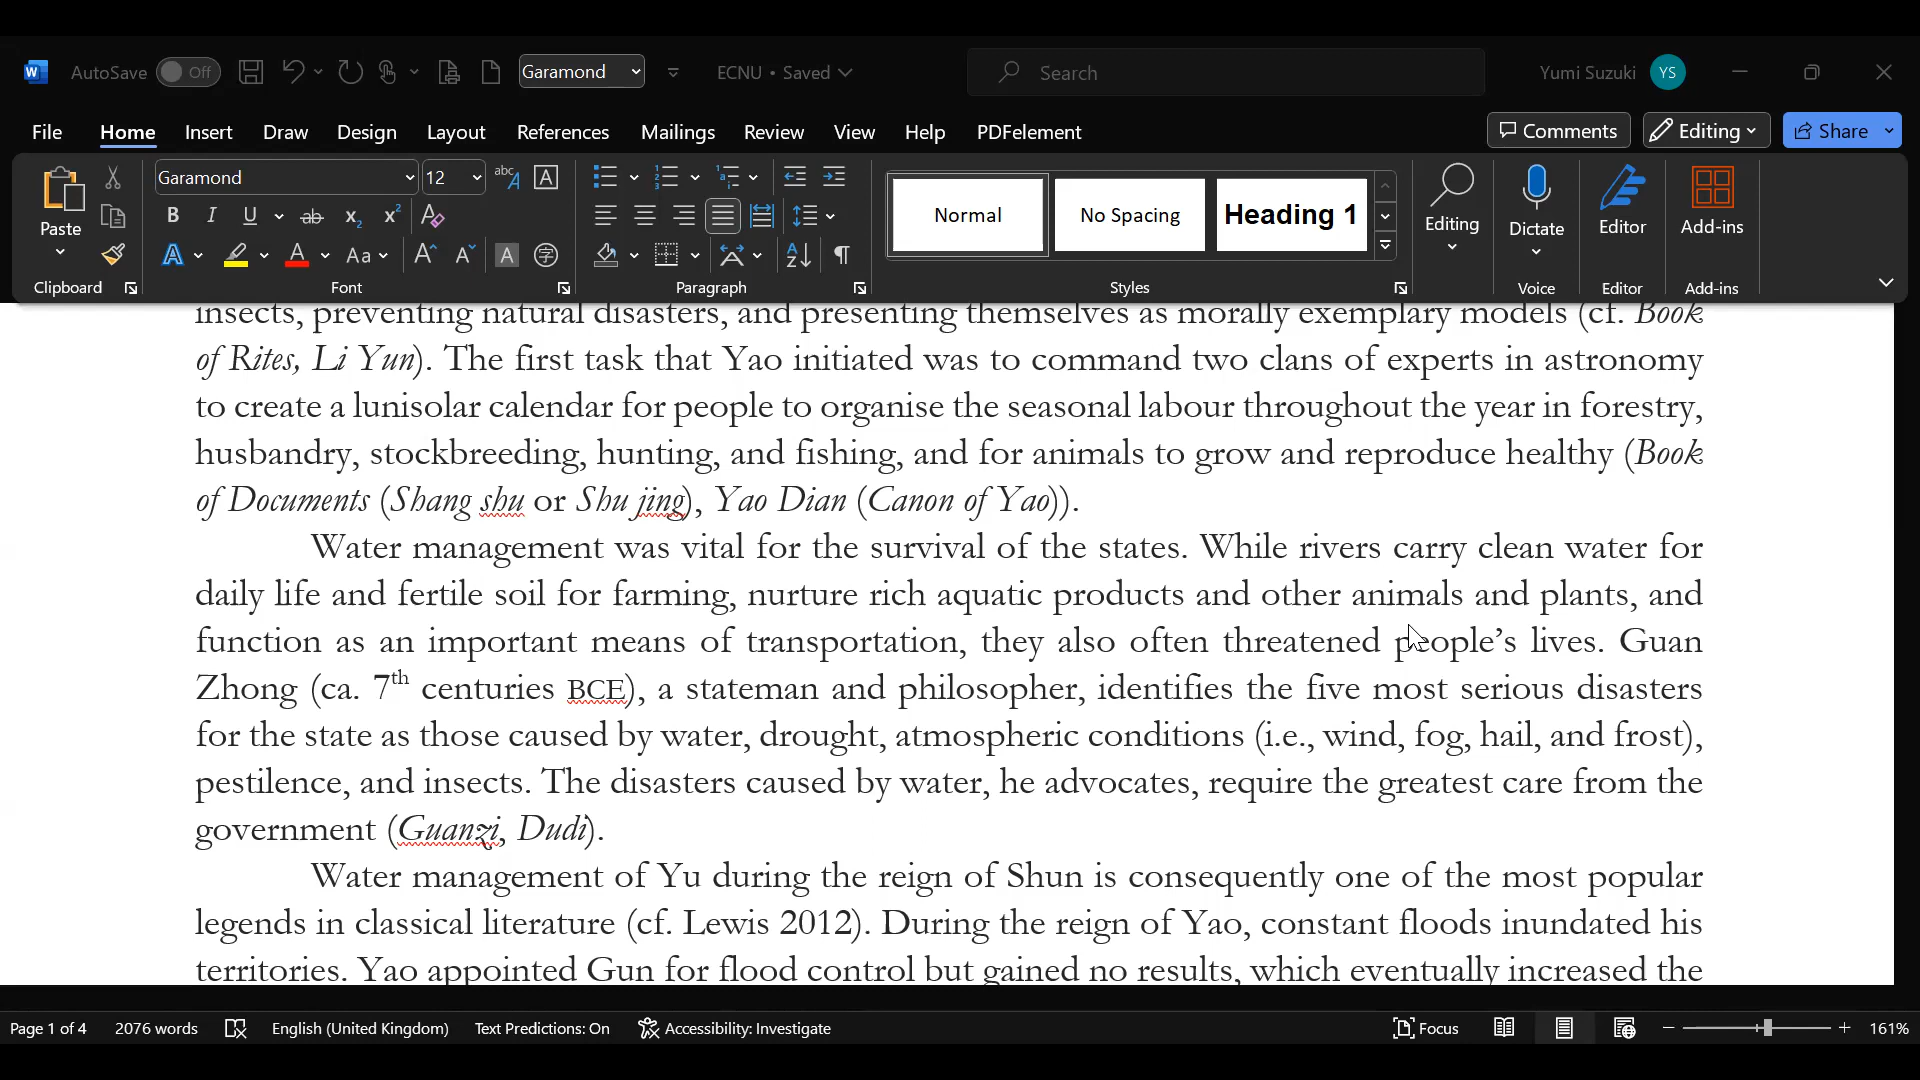 AutoSave Off Garamond ECNU • Saved Search Yumi Suzuki YS
File Home Insert Draw Design Layout References Mailings Review View Help PDFelement Comments Editing Share
Paste Garamond 12 Normal No Spacing Heading 1 Editing Dictate Editor Add-ins
Clipboard Font Paragraph Styles Voice Editor Add-ins
insects, preventing natural disasters, and presenting themselves as morally exemplary models (cf. Book
of Rites, Li Yun). The first task that Yao initiated was to command two clans of experts in astronomy
to create a lunisolar calendar for people to organise the seasonal labour throughout the year in forestry,
husbandry, stockbreeding, hunting, and fishing, and for animals to grow and reproduce healthy (Book
of Documents (Shang shu or Shu jing), Yao Dian (Canon of Yao)).
Water management was vital for the survival of the states. While rivers carry clean water for
daily life and fertile soil for farming, nurture rich aquatic products and other animals and plants, and
function as an important means of transportation, they also often threatened people’s lives. Guan
Zhong (ca. 7th centuries BCE), a stateman and philosopher, identifies the five most serious disasters
for the state as those caused by water, drought, atmospheric conditions (i.e., wind, fog, hail, and frost),
pestilence, and insects. The disasters caused by water, he advocates, require the greatest care from the
government (Guanzi, Dudi).
Water management of Yu during the reign of Shun is consequently one of the most popular
legends in classical literature (cf. Lewis 2012). During the reign of Yao, constant floods inundated his
territories. Yao appointed Gun for flood control but gained no results, which eventually increased the
Page 1 of 4 2076 words English (United Kingdom) Text Predictions: On Accessibility: Investigate Focus 161%